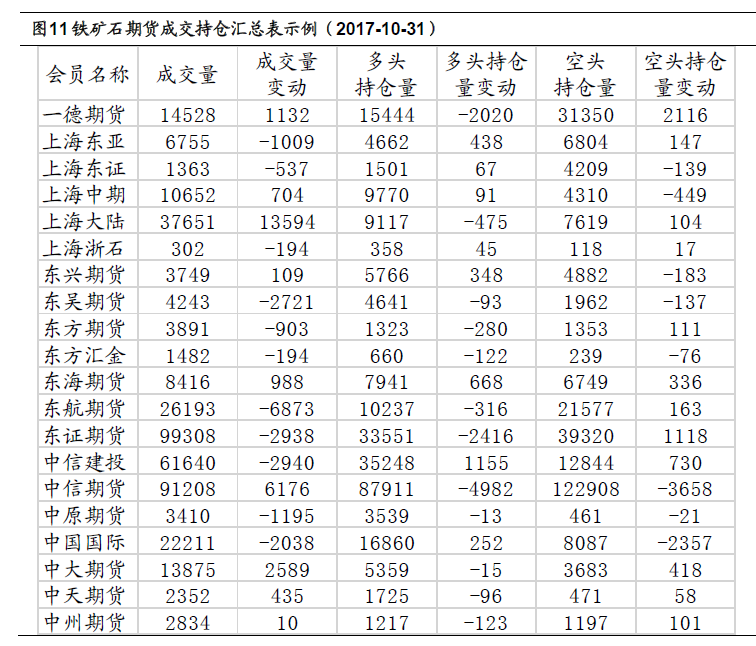 图11 铁矿石期货成交持仓汇总表示例（2017-10-31）
会员名称 成交量 成交量变动 多头持仓量 多头持仓量变动 空头持仓量 空头持仓量变动
一德期货 14528 1132 15444 -2020 31350 2116
上海东亚 6755 -1009 4662 438 6804 147
上海东证 1363 -537 1501 67 4209 -139
上海中期 10652 704 9770 91 4310 -449
上海大陆 37651 13594 9117 -475 7619 104
上海浙石 302 -194 358 45 118 17
东兴期货 3749 109 5766 348 4882 -183
东吴期货 4243 -2721 4641 -93 1962 -137
东方期货 3891 -903 1323 -280 1353 111
东方汇金 1482 -194 660 -122 239 -76
东海期货 8416 988 7941 668 6749 336
东航期货 26193 -6873 10237 -316 21577 163
东证期货 99308 -2938 33551 -2416 39320 1118
中信建投 61640 -2940 35248 1155 12844 730
中信期货 91208 6176 87911 -4982 122908 -3658
中原期货 3410 -1195 3539 -13 461 -21
中国国际 22211 -2038 16860 252 8087 -2357
中大期货 13875 2589 5359 -15 3683 418
中天期货 2352 435 1725 -96 471 58
中州期货 2834 10 1217 -123 1197 101